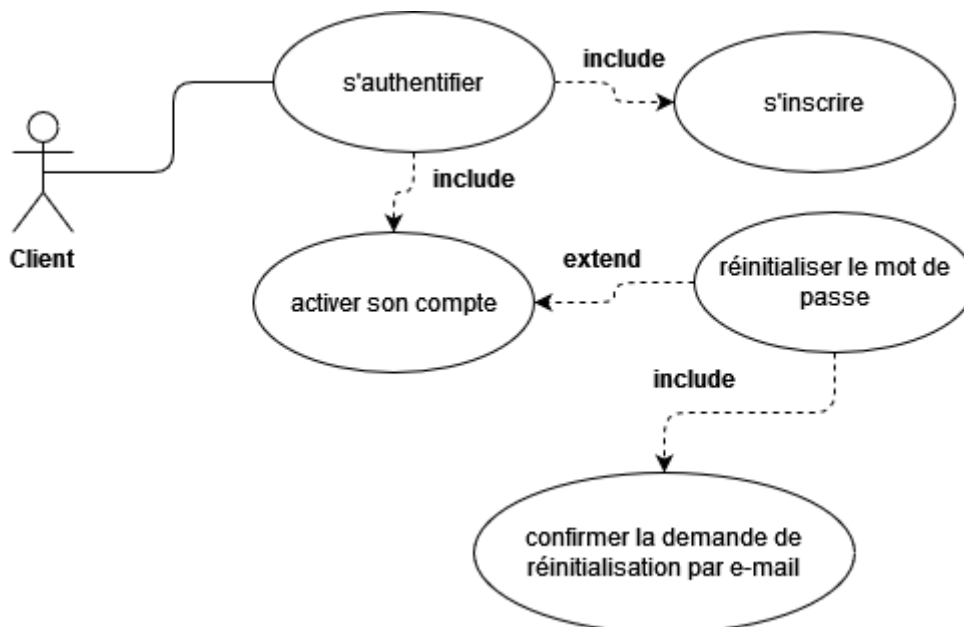 s'authentifier
include
s'inscrire
include
Client
activer son compte
extend
réinitialiser le mot de
passe
include
confirmer la demande de
réinitialisation par e-mail